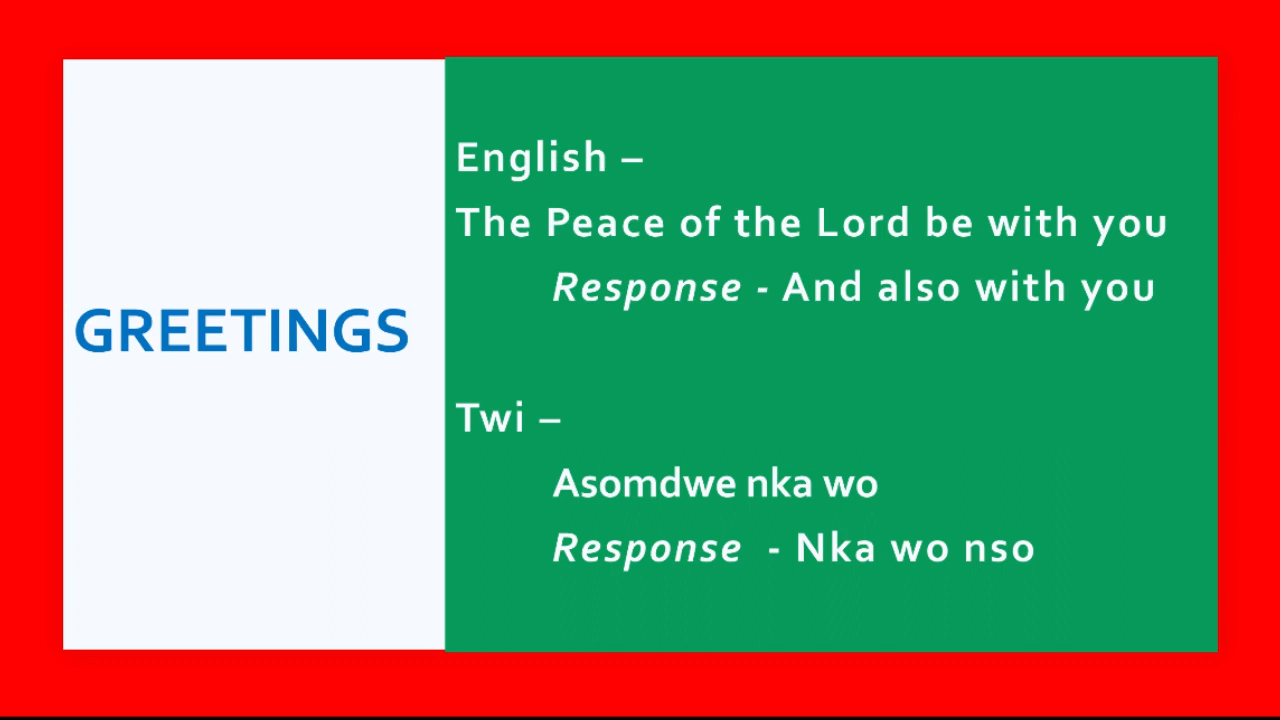 GREETINGS
English –
The Peace of the Lord be with you
Response - And also with you
Twi –
Asomdwe nka wo
Response - Nka wo nso